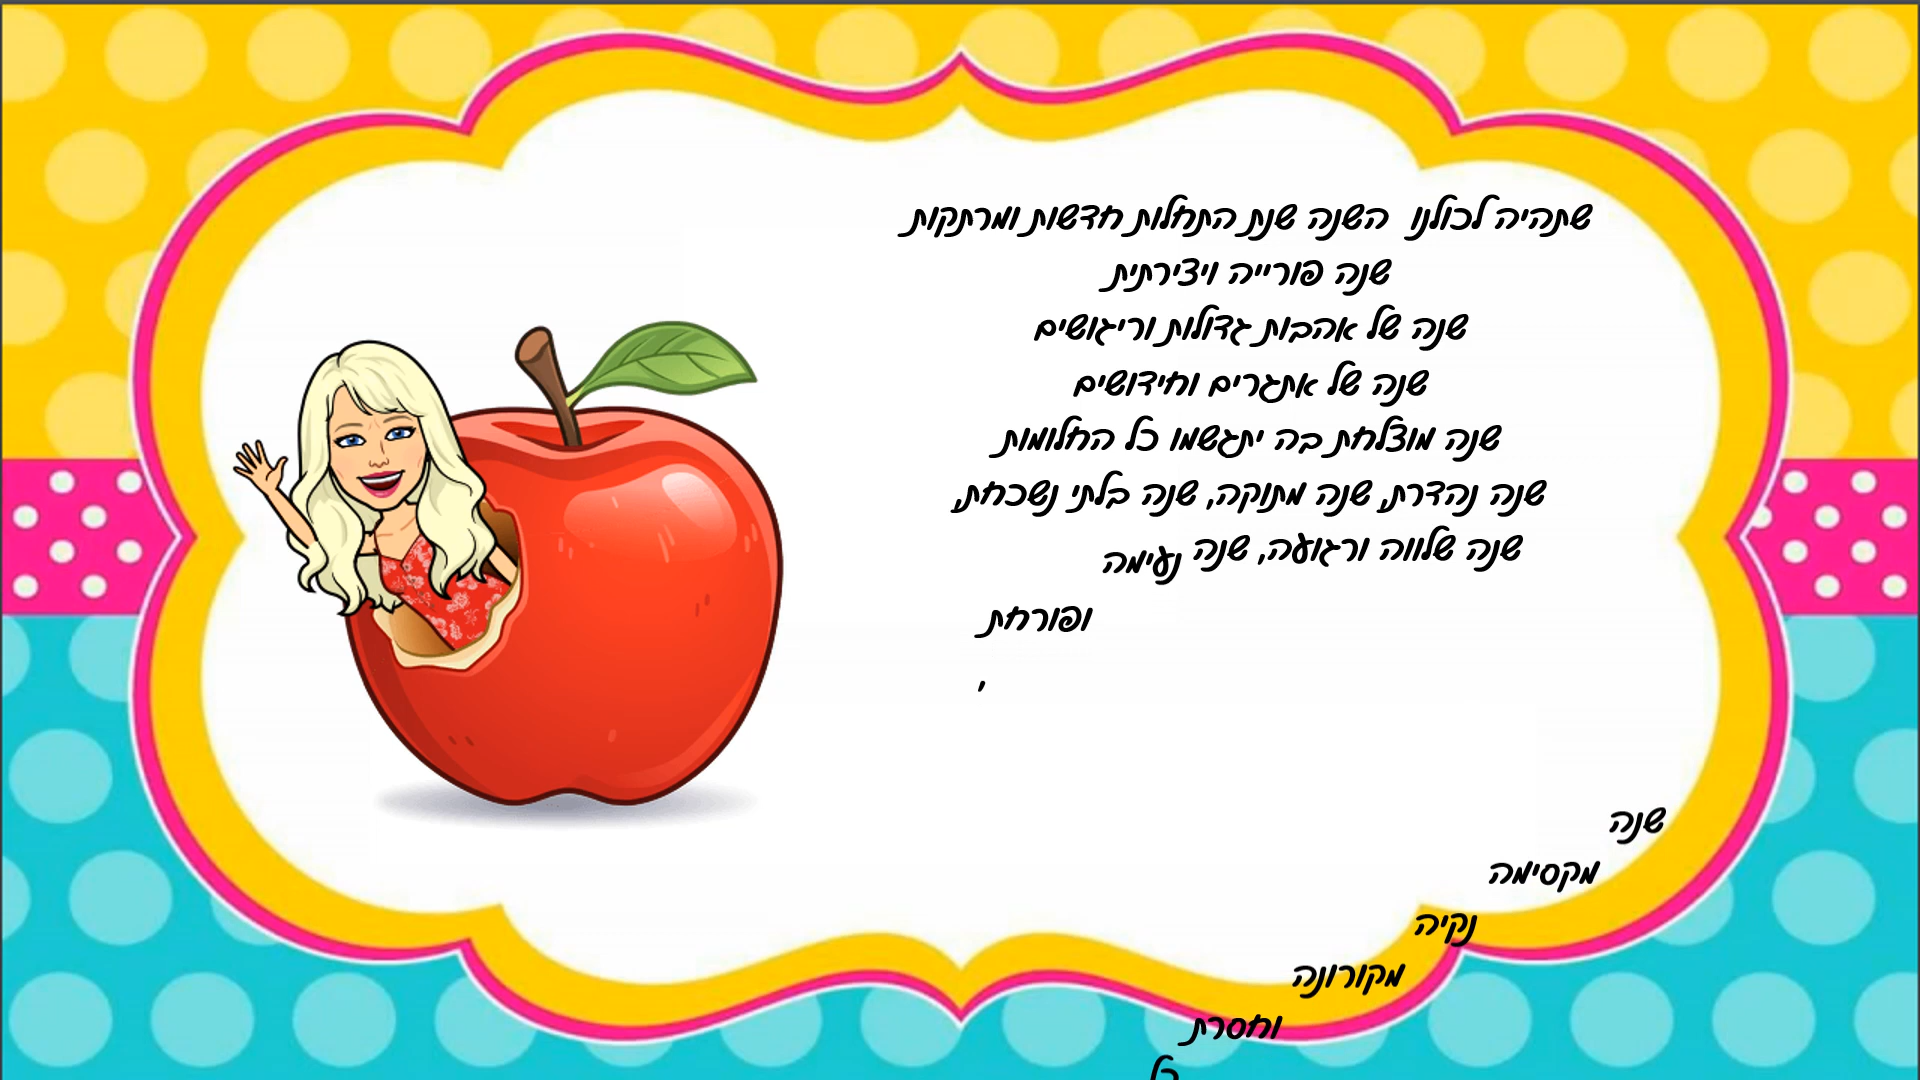 שתהיה לכולנו  השנה שנת התחלות חדשות ומרתקות
שנה פורייה ויצירתית
שנה של אהבות גדולות וריגושים
שנה של אתגרים וחידושים
שנה מוצלחת בה יתגשמו כל החלומות
שנה נהדרת, שנה מתוקה, שנה בלתי נשכחת,
שנה שלווה ורגועה, שנה נעימה
ופורחת
,
שנה
מקסימה
נקיה
מקורונה
וחסרת
כל